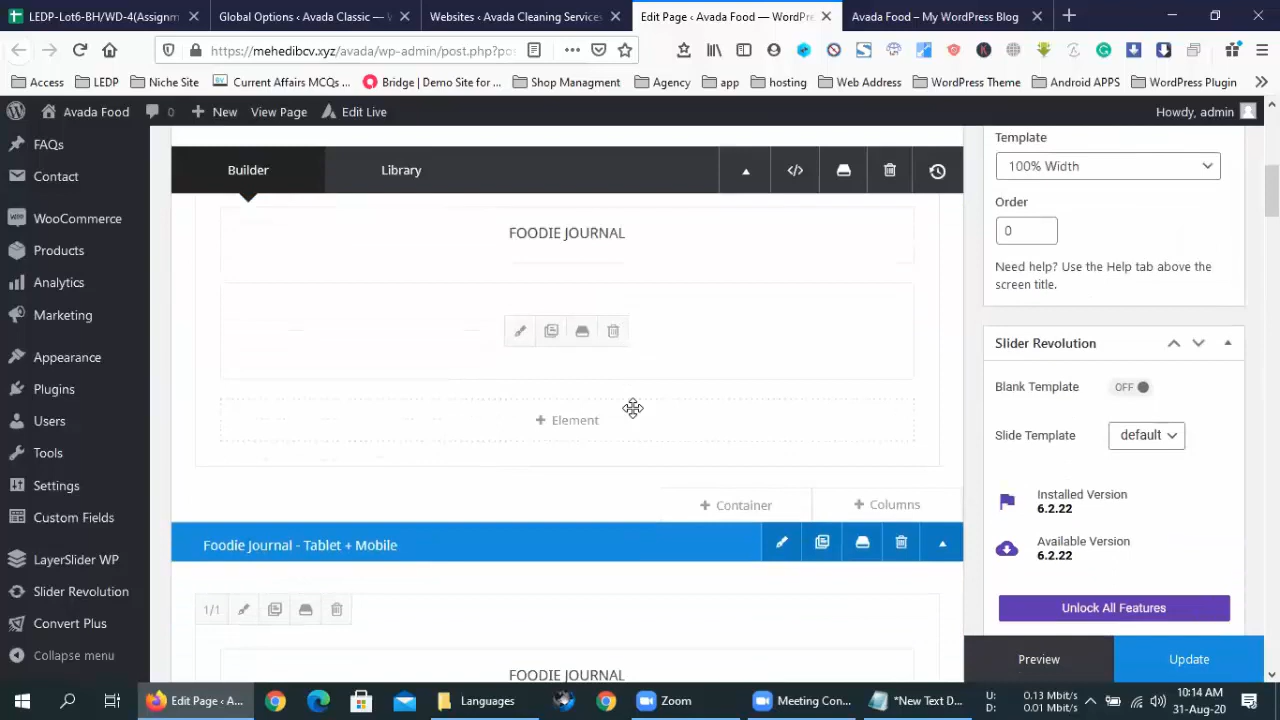 LEDP-Lot6-BH/WD-4(Assignm
Global Options ‹ Avada Classic — W
Websites ‹ Avada Cleaning Services
Edit Page ‹ Avada Food — WordPre
Avada Food – My WordPress Blog
https://mehedibcv.xyz/avada/wp-admin/post.php?po
Access
LEDP
Niche Site
Current Affairs MCQs ...
Bridge | Demo Site for ...
Shop Managment
Agency
app
hosting
Web Address
WordPress Theme
Android APPS
WordPress Plugin
Avada Food
0
New
View Page
Edit Live
Howdy, admin
FAQs
Contact
WooCommerce
Products
Analytics
Marketing
Appearance
Plugins
Users
Tools
Settings
Custom Fields
LayerSlider WP
Slider Revolution
Convert Plus
Collapse menu
Builder
Library
FOODIE JOURNAL
+ Element
+ Container
+ Columns
Foodie Journal - Tablet + Mobile
1/1
FOODIE JOURNAL
Template
100% Width
Order
0
Need help? Use the Help tab above the
screen title.
Slider Revolution
Blank Template
OFF
Slide Template
default
Installed Version
6.2.22
Available Version
6.2.22
Unlock All Features
Preview
Update
Edit Page ‹ A...
Languages
Zoom
Meeting Con...
*New Text D...
U: 0.13 Mbit/s
D: 0.01 Mbit/s
10:14 AM
31-Aug-20